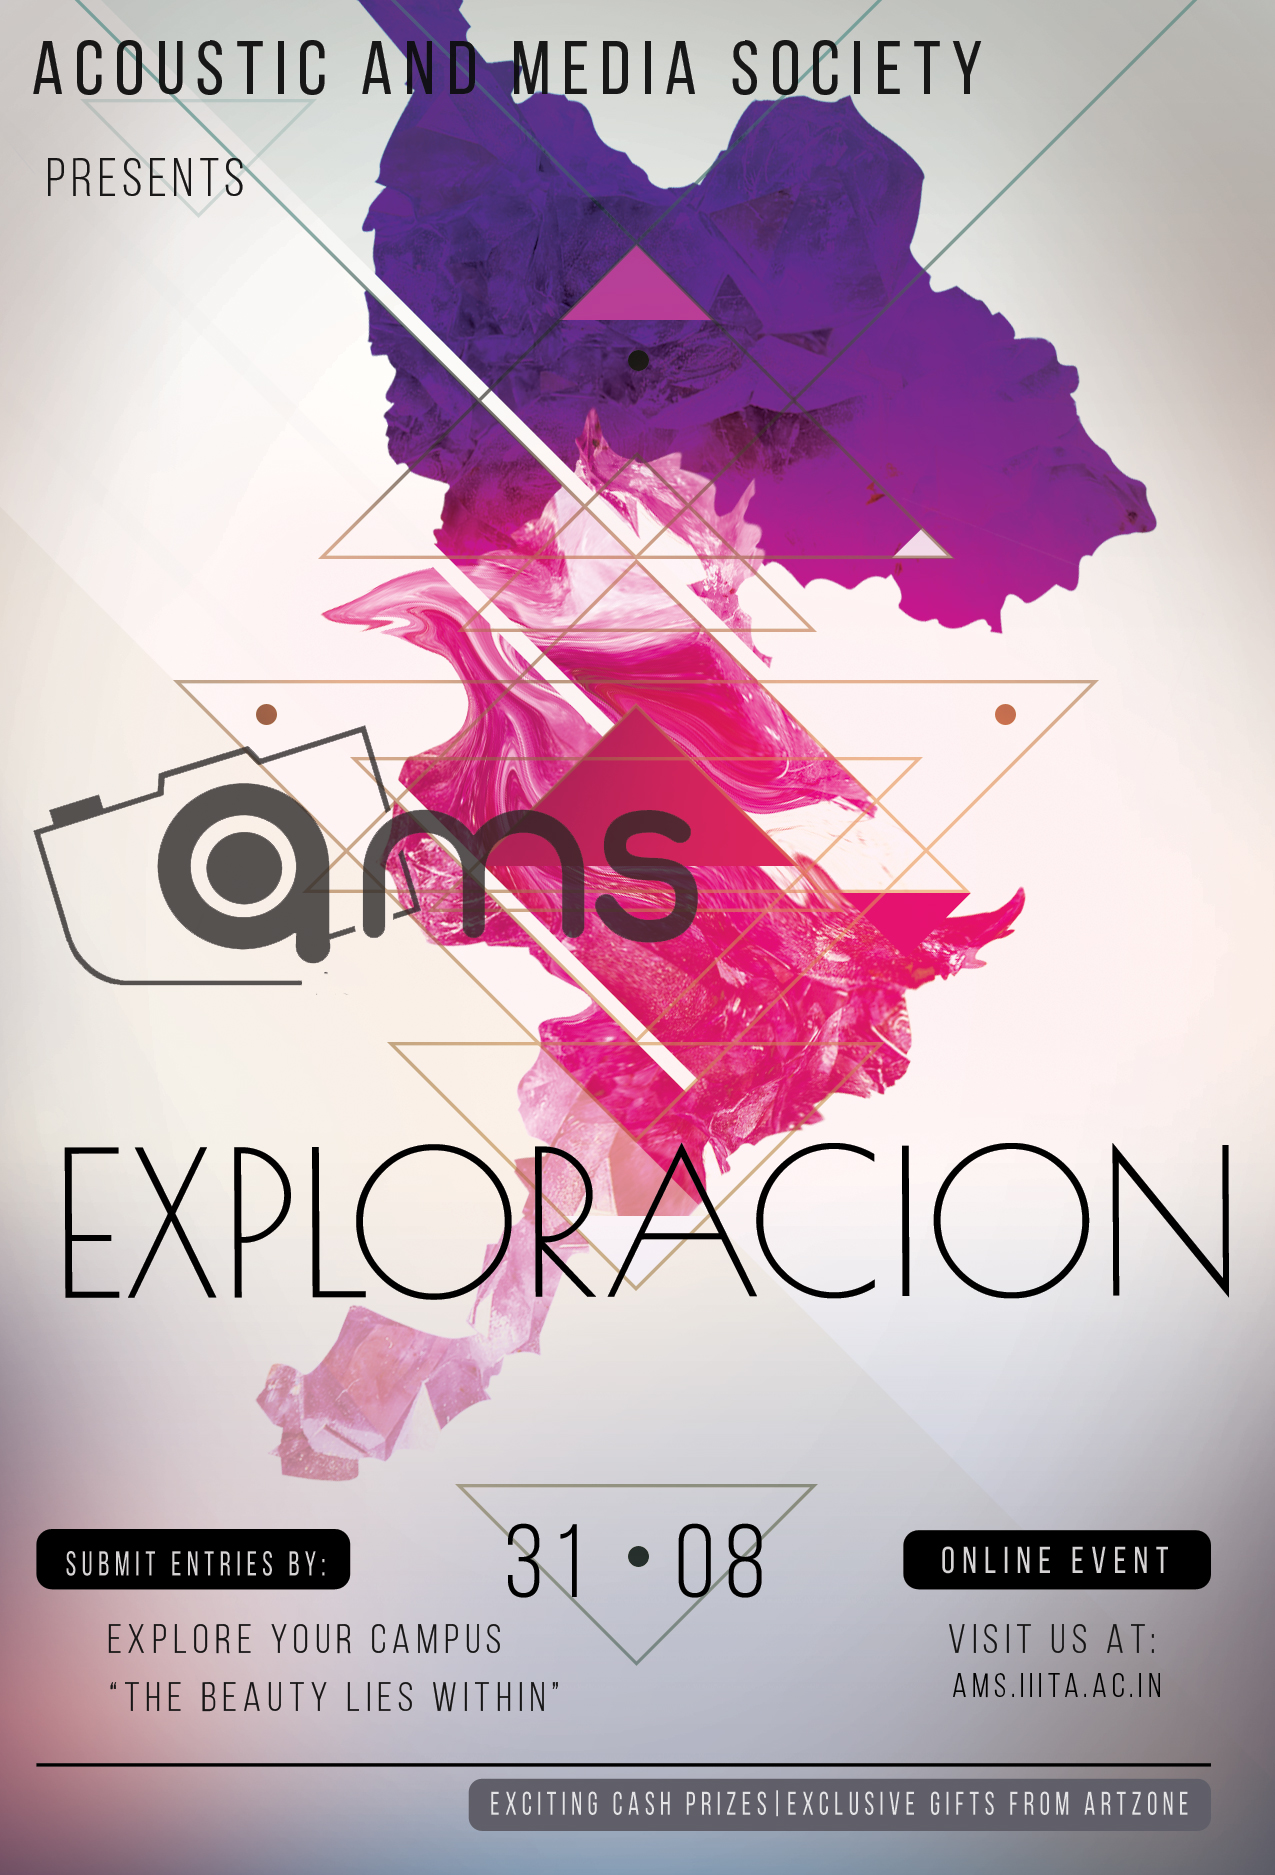 ACOUSTIC AND MEDIA SOCIETY
PRESENTS
ams
EXPLORACION
SUBMIT ENTRIES BY:
31 • 08
ONLINE EVENT
EXPLORE YOUR CAMPUS
“THE BEAUTY LIES WITHIN”
VISIT US AT:
AMS.IIITA.AC.IN
EXCITING CASH PRIZES|EXCLUSIVE GIFTS FROM ARTZONE